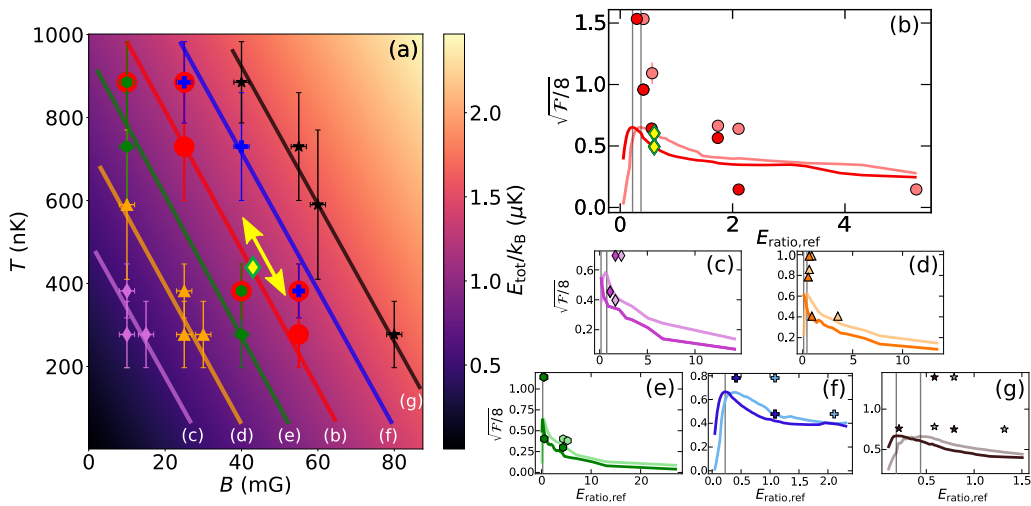 (a)
1000
800
600
400
200
T (nK)
0 20 40 60 80
B (mG)
(c) (d) (e) (b) (f)
(g)
2.0
1.5
1.0
0.5
E_tot/k_B (μK)
(b)
1.5
1.0
0.5
0.0
√F/8
0 2 4
E_ratio,ref
(c)
0.6
0.4
0.2
√F/8
0 5 10
(d)
1.0
0.8
0.6
0.4
0.2
0 5 10
(e)
1.00
0.75
0.50
0.25
0.00
√F/8
0 10 20
E_ratio,ref
(f)
0.8
0.6
0.4
0.2
0.0
0.0 0.5 1.0 1.5 2.0
E_ratio,ref
(g)
1.0
0.5
0.0 0.5 1.0 1.5
E_ratio,ref